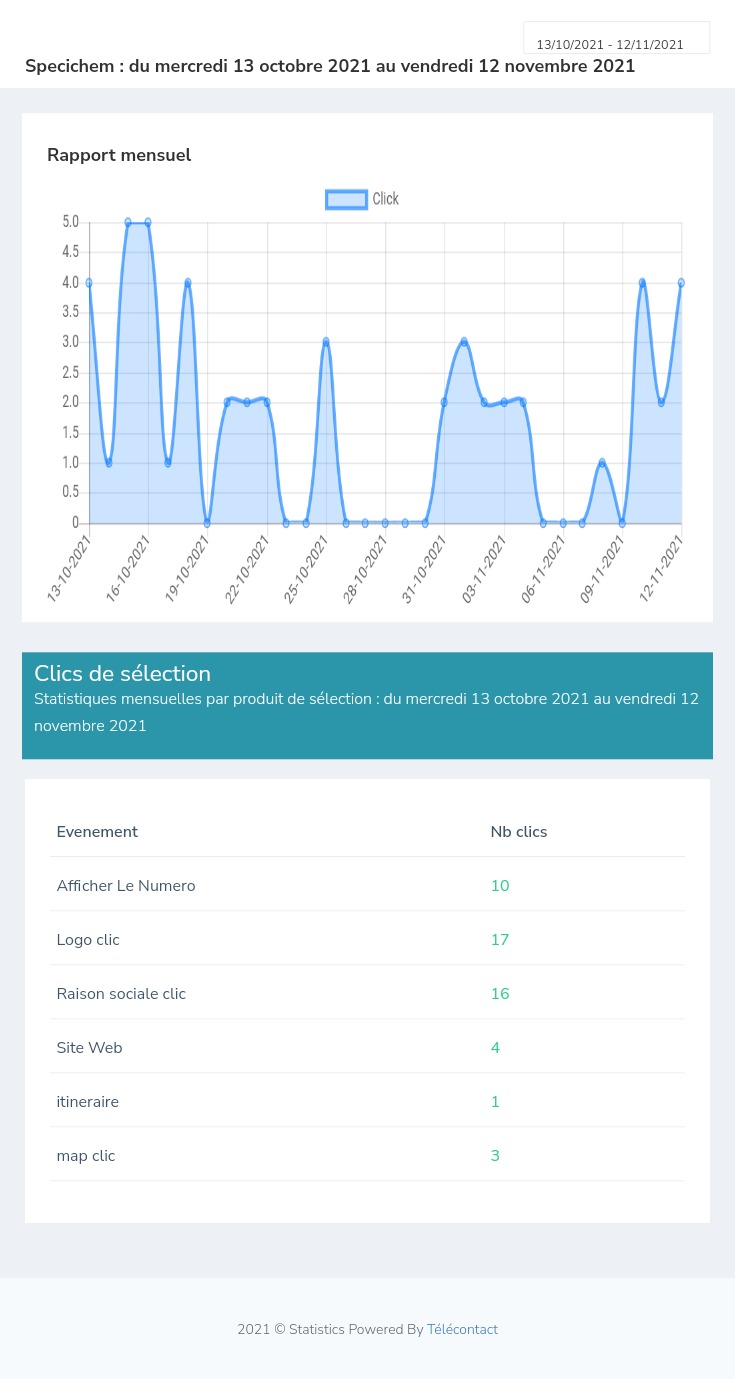 13/10/2021 - 12/11/2021
Specichem : du mercredi 13 octobre 2021 au vendredi 12 novembre 2021
Rapport mensuel
Click
5.0
4.5
4.0
3.5
3.0
2.5
2.0
1.5
1.0
0.5
0
13-10-2021
16-10-2021
19-10-2021
22-10-2021
25-10-2021
28-10-2021
31-10-2021
03-11-2021
06-11-2021
09-11-2021
12-11-2021
Clics de sélection
Statistiques mensuelles par produit de sélection : du mercredi 13 octobre 2021 au vendredi 12
novembre 2021
Evenement Nb clics
Afficher Le Numero 10
Logo clic 17
Raison sociale clic 16
Site Web 4
itineraire 1
map clic 3
2021 © Statistics Powered By Télécontact